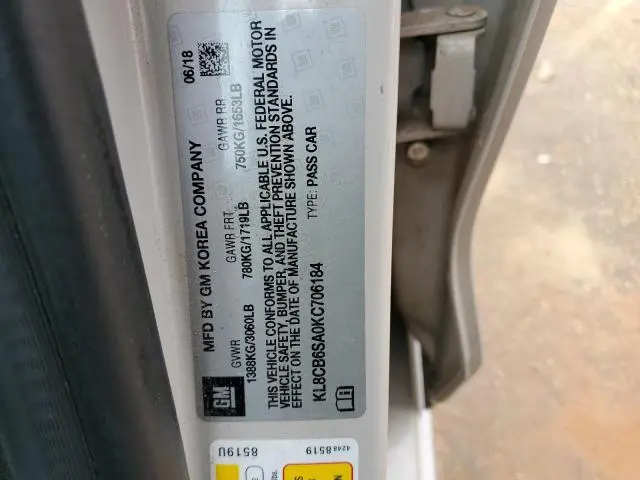 MFD BY GM KOREA COMPANY 06/18
GVWR GAWR FRT GAWR RR
1388KG/3060LB 780KG/1719LB 750KG/1653LB
THIS VEHICLE CONFORMS TO ALL APPLICABLE U.S. FEDERAL MOTOR
VEHICLE SAFETY, BUMPER, AND THEFT PREVENTION STANDARDS IN
EFFECT ON THE DATE OF MANUFACTURE SHOWN ABOVE.
TYPE: PASS CAR
KL8CB6SA0KC706184
GM
8519U
4248 8519